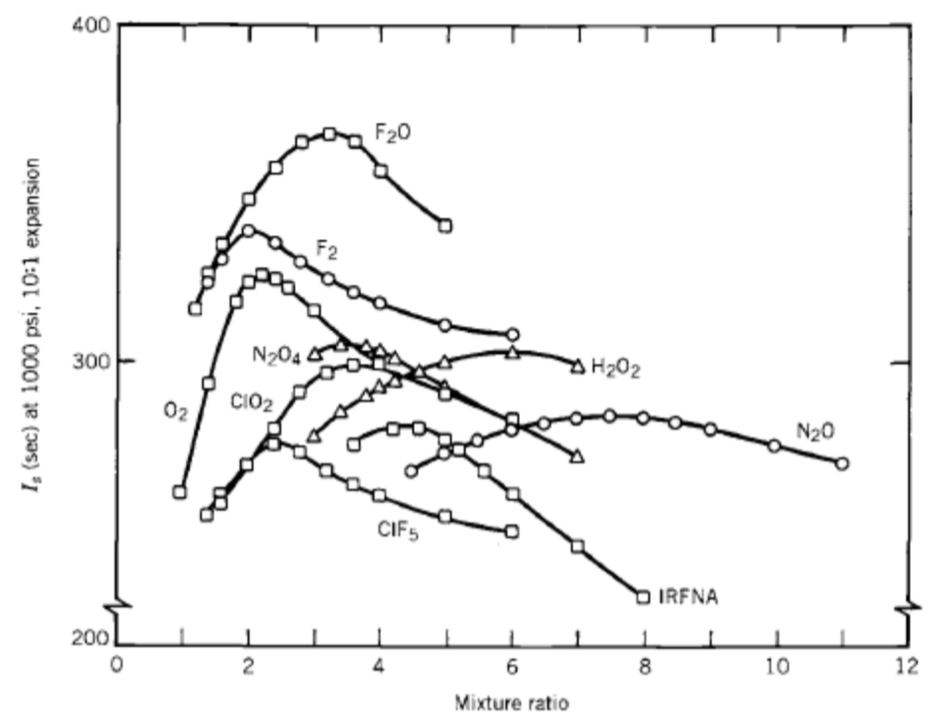 400
F₂O
F₂
300
N₂O₄
H₂O₂
O₂
ClO₂
N₂O
ClF₅
IRFNA
200
0 2 4 6 8 10 12
Mixture ratio
Iₛ (sec) at 1000 psi, 10:1 expansion